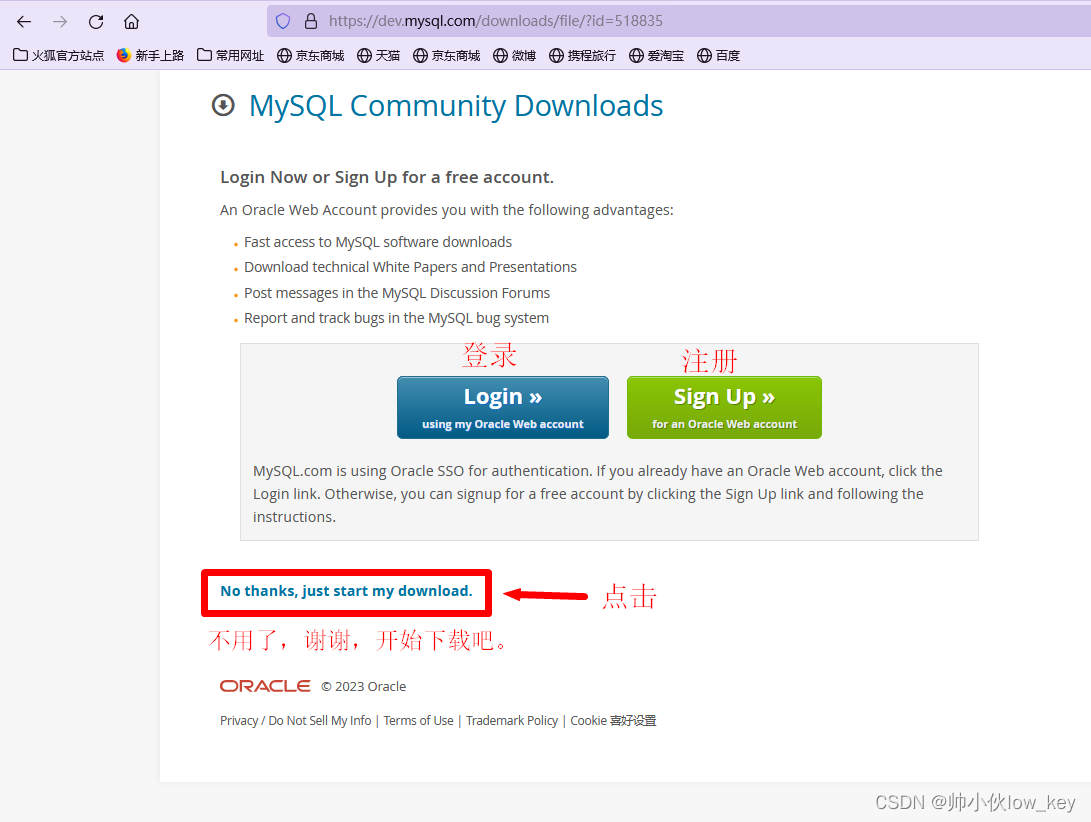 https://dev.mysql.com/downloads/file/?id=518835
火狐官方站点 新手上路 常用网址 京东商城 天猫 京东商城 微博 携程旅行 爱淘宝 百度
MySQL Community Downloads
Login Now or Sign Up for a free account.
An Oracle Web Account provides you with the following advantages:
Fast access to MySQL software downloads
Download technical White Papers and Presentations
Post messages in the MySQL Discussion Forums
Report and track bugs in the MySQL bug system
登录 注册
Login » Sign Up »
using my Oracle Web account for an Oracle Web account
MySQL.com is using Oracle SSO for authentication. If you already have an Oracle Web account, click the
Login link. Otherwise, you can signup for a free account by clicking the Sign Up link and following the
instructions.
No thanks, just start my download. 点击
不用了，谢谢，开始下载吧。
ORACLE © 2023 Oracle
Privacy / Do Not Sell My Info | Terms of Use | Trademark Policy | Cookie 喜好设置
CSDN @帅小伙low_key